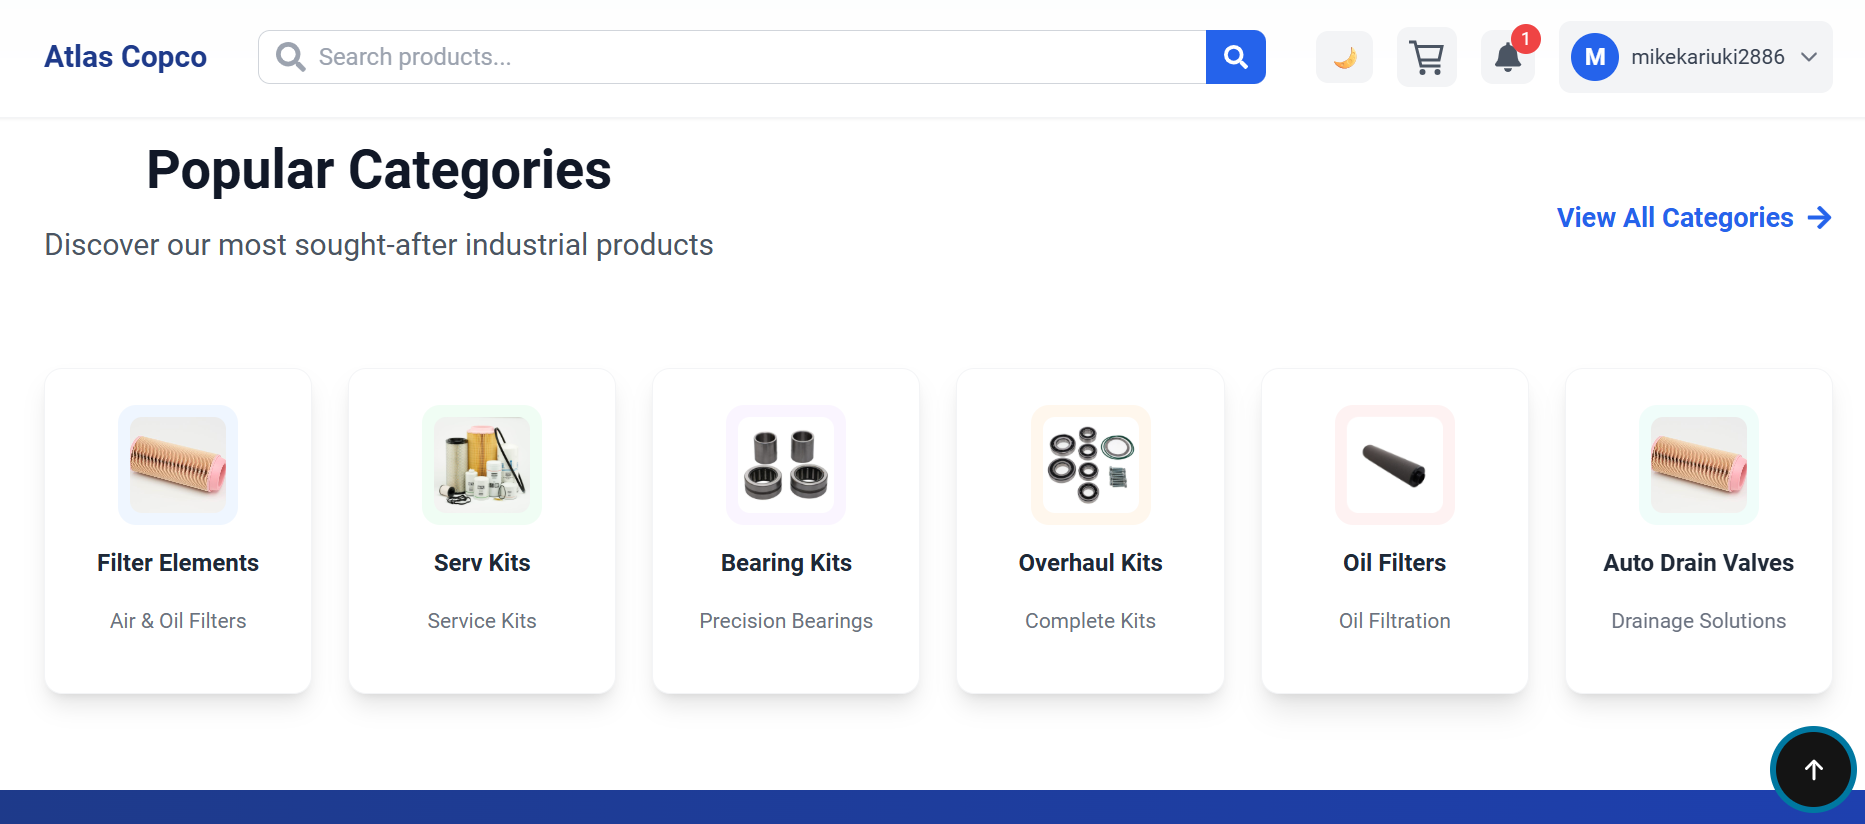 Atlas Copco
Search products...
1
M
mikekariuki2886
Popular Categories
Discover our most sought-after industrial products
View All Categories
Filter Elements
Air & Oil Filters
Serv Kits
Service Kits
Bearing Kits
Precision Bearings
Overhaul Kits
Complete Kits
Oil Filters
Oil Filtration
Auto Drain Valves
Drainage Solutions